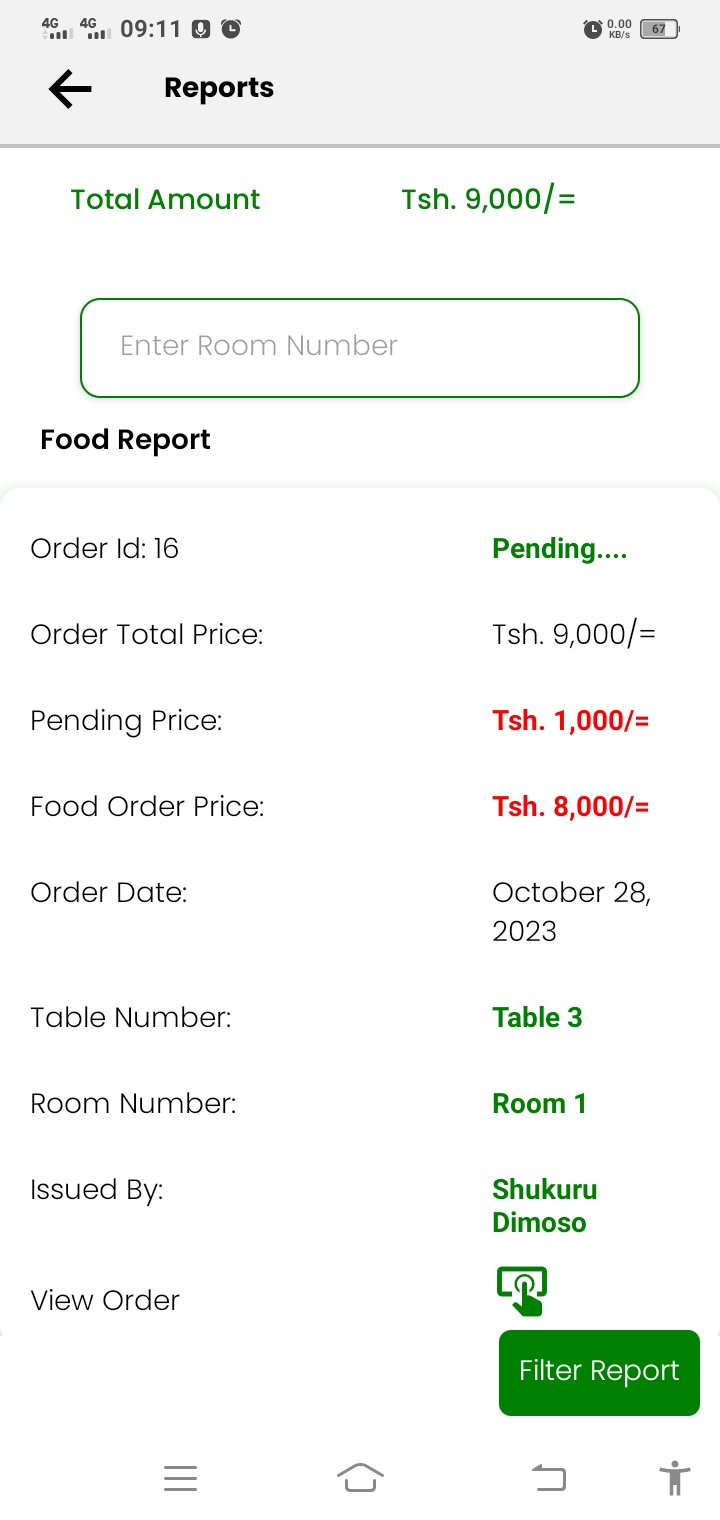 4G 4G 09:11 0.00 KB/s 67
Reports
Total Amount Tsh. 9,000/=
Enter Room Number
Food Report
Order Id: 16 Pending....
Order Total Price: Tsh. 9,000/=
Pending Price: Tsh. 1,000/=
Food Order Price: Tsh. 8,000/=
Order Date: October 28,
2023
Table Number: Table 3
Room Number: Room 1
Issued By: Shukuru
Dimoso
View Order
Filter Report